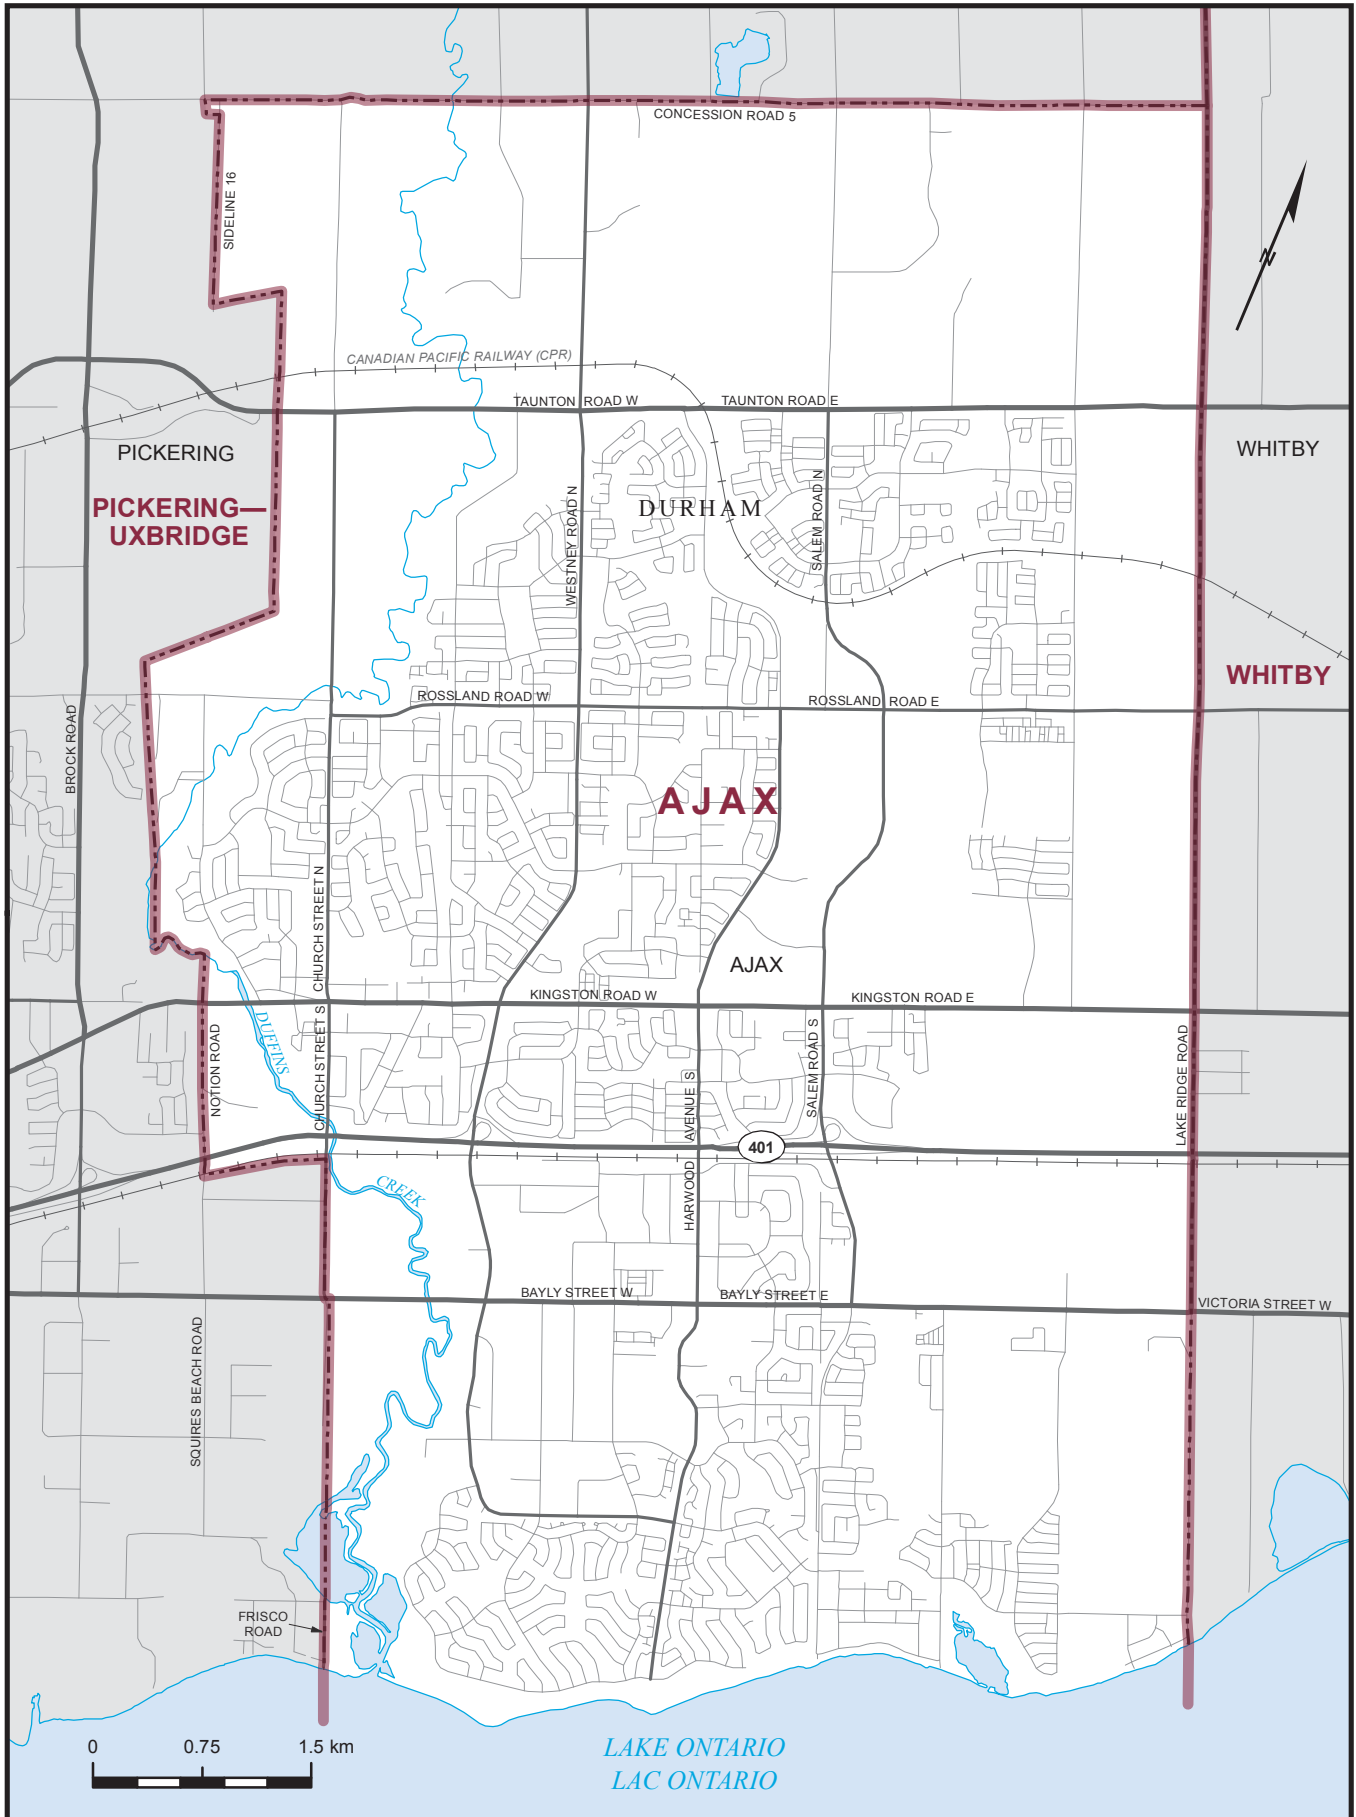 CONCESSION ROAD 5
SIDELINE 16
N
CANADIAN PACIFIC RAILWAY (CPR)
TAUNTON ROAD W
TAUNTON ROAD E
PICKERING
WHITBY
PICKERING—
UXBRIDGE
DURHAM
WESTNEY ROAD N
SALEM ROAD N
WHITBY
ROSSLAND ROAD W
ROSSLAND ROAD E
BROCK ROAD
AJAX
CHURCH STREET N
AJAX
KINGSTON ROAD W
KINGSTON ROAD E
NOTION ROAD
DUFFINS
CHURCH STREET S
HARWOOD AVENUE S
SALEM ROAD S
LAKE RIDGE ROAD
401
CREEK
BAYLY STREET W
BAYLY STREET E
VICTORIA STREET W
SQUIRES BEACH ROAD
FRISCO
ROAD
0 0.75 1.5 km
LAKE ONTARIO
LAC ONTARIO